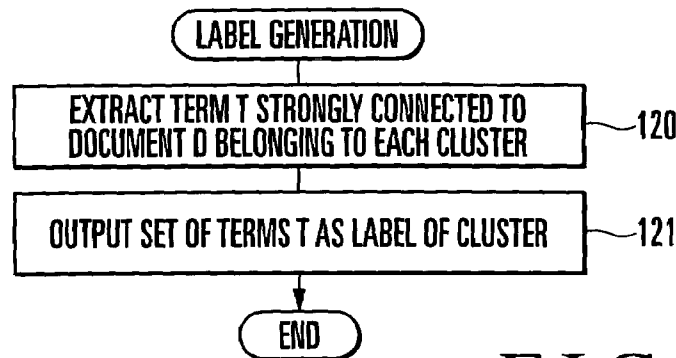 LABEL GENERATION
EXTRACT TERM T STRONGLY CONNECTED TO
DOCUMENT D BELONGING TO EACH CLUSTER
120
OUTPUT SET OF TERMS T AS LABEL OF CLUSTER
121
END